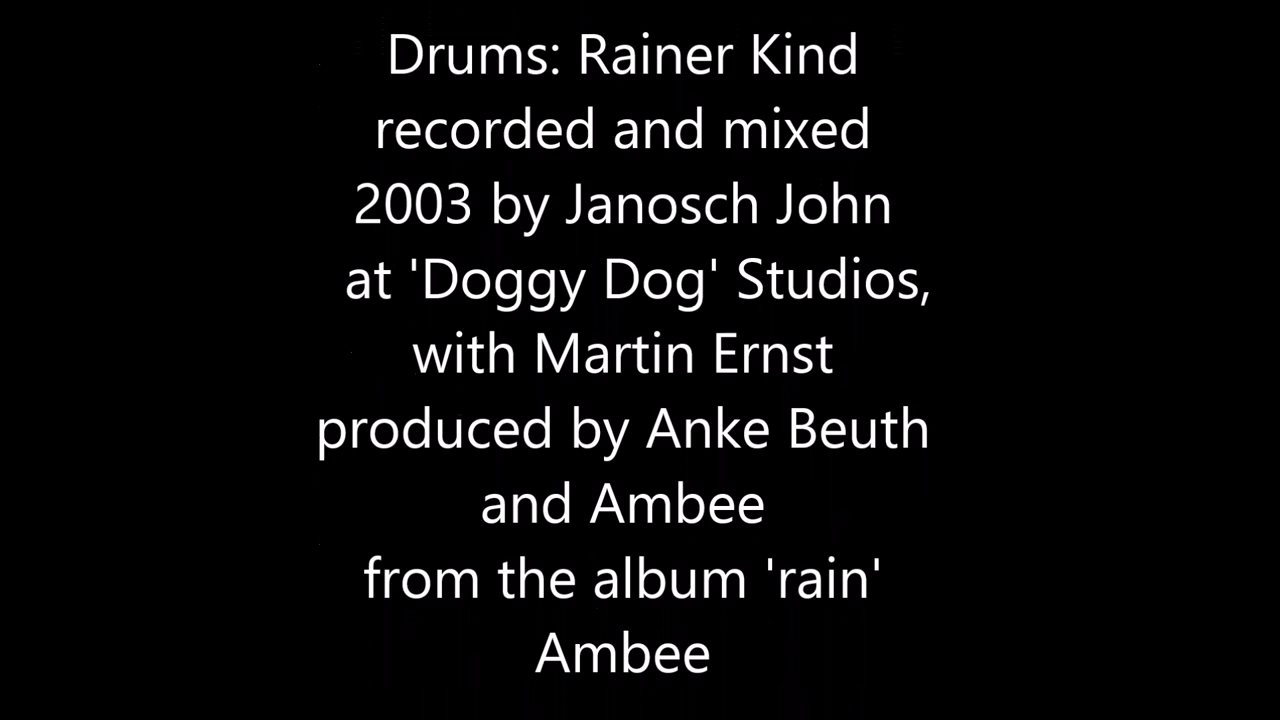 Drums: Rainer Kind
recorded and mixed
2003 by Janosch John
at 'Doggy Dog' Studios,
with Martin Ernst
produced by Anke Beuth
and Ambee
from the album 'rain'
Ambee